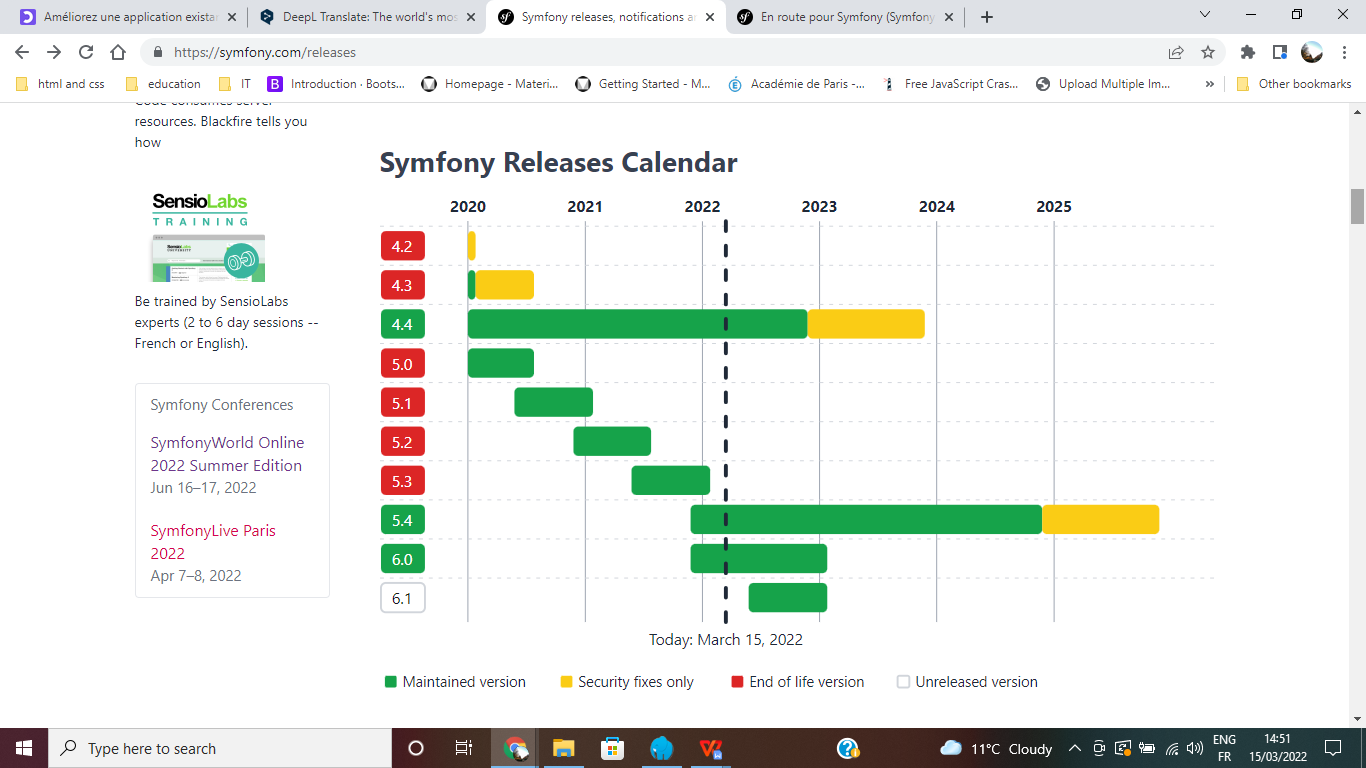 Améliorez une application existan
DeepL Translate: The world's mos
Symfony releases, notifications a
En route pour Symfony (Symfony
https://symfony.com/releases
html and css
education
IT
Introduction · Boots...
Homepage - Materi...
Getting Started - M...
Académie de Paris -...
Free JavaScript Cras...
Upload Multiple Im...
»
Other bookmarks
Code consumes server
resources. Blackfire tells you
how
SensioLabs
TRAINING
Be trained by SensioLabs
experts (2 to 6 day sessions --
French or English).
Symfony Conferences
SymfonyWorld Online
2022 Summer Edition
Jun 16–17, 2022
SymfonyLive Paris
2022
Apr 7–8, 2022
Symfony Releases Calendar
2020 2021 2022 2023 2024 2025
4.2
4.3
4.4
5.0
5.1
5.2
5.3
5.4
6.0
6.1
Today: March 15, 2022
Maintained version
Security fixes only
End of life version
Unreleased version
Type here to search
11°C Cloudy
ENG
FR
14:51
15/03/2022